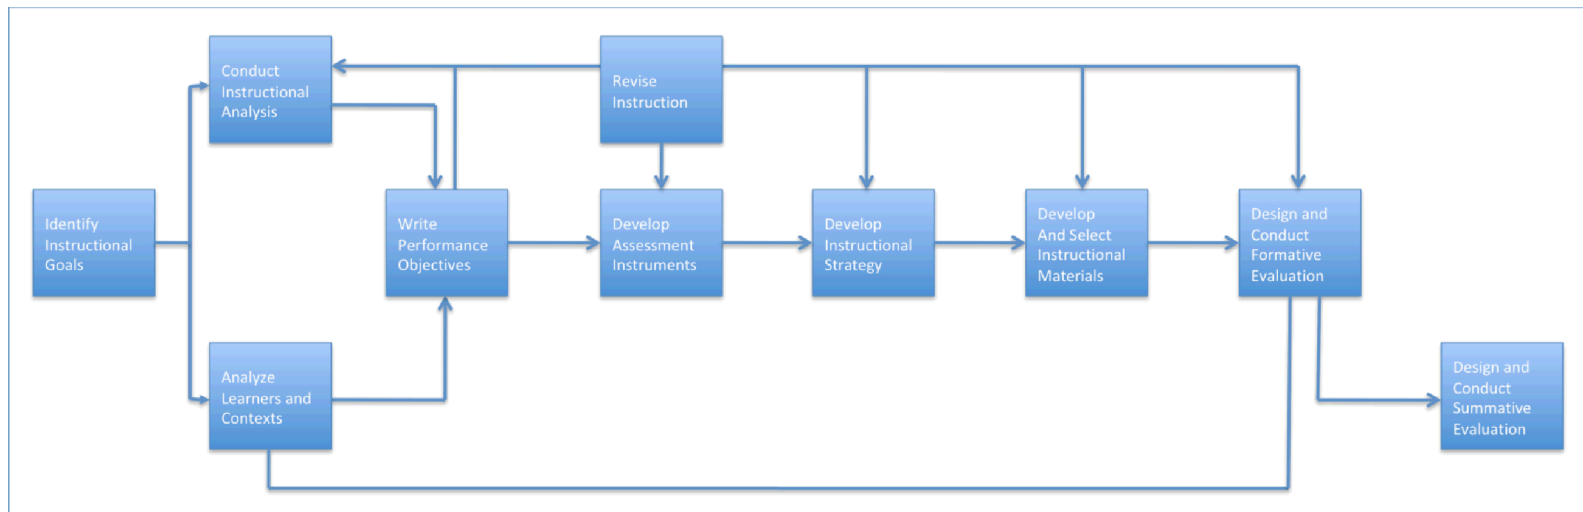 Conduct
Instructional
Analysis
Revise
Instruction
Identify
Instructional
Goals
Write
Performance
Objectives
Develop
Assessment
Instruments
Develop
Instructional
Strategy
Develop
And Select
Instructional
Materials
Design and
Conduct
Formative
Evaluation
Analyze
Learners and
Contexts
Design and
Conduct
Summative
Evaluation